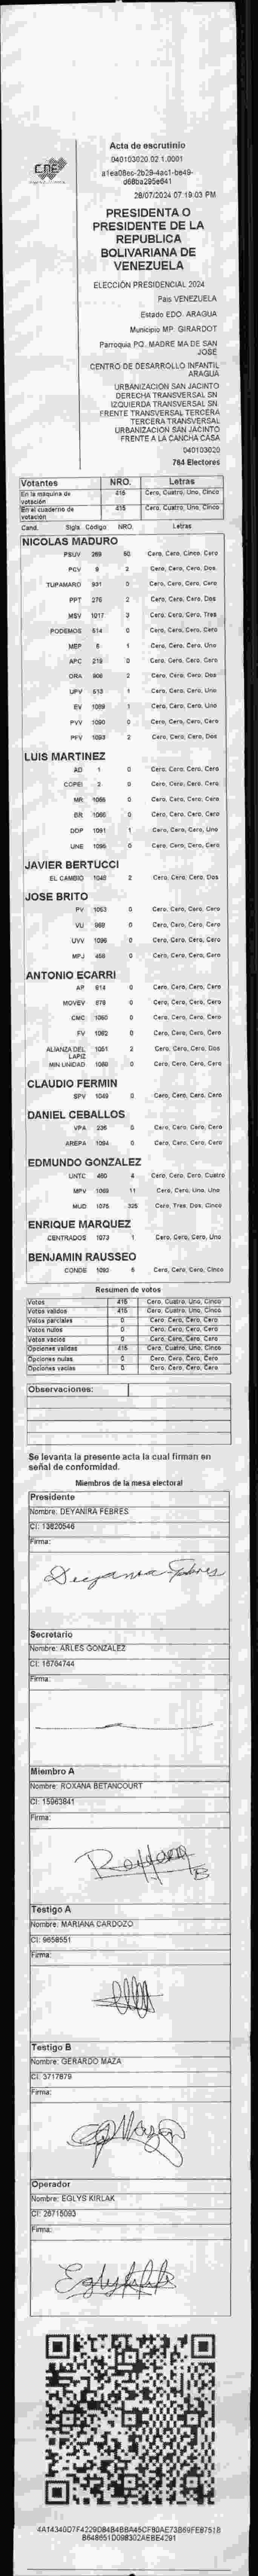 CNE
Acta de escrutinio
040103020.02.1.0001
a1ea08ec-2b29-4ac1-be49-
d68ba295e641
28/07/2024 07:19:03 PM
PRESIDENTA O
PRESIDENTE DE LA
REPUBLICA
BOLIVARIANA DE
VENEZUELA
ELECCIÓN PRESIDENCIAL 2024
Pais VENEZUELA
Estado EDO. ARAGUA
Municipio MP. GIRARDOT
Parroquia PQ. MADRE MA DE SAN
JOSE
CENTRO DE DESARROLLO INFANTIL
ARAGUA
URBANIZACION SAN JACINTO
DERECHA TRANSVERSAL SN
IZQUIERDA TRANSVERSAL SN
FRENTE TRANSVERSAL TERCERA
TERCERA TRANSVERSAL
URBANIZACION SAN JACINTO
FRENTE A LA CANCHA CASA
040103020
764 Electores
Votantes NRO. Letras
En la máquina de votación 415 Cero, Cuatro, Uno, Cinco
En el cuaderno de votación 415 Cero, Cuatro, Uno, Cinco
Cand. Sigla Código NRO. Letras
NICOLAS MADURO
PSUV 269 50 Cero, Cero, Cinco, Cero
PCV 9 2 Cero, Cero, Cero, Dos
TUPAMARO 931 0 Cero, Cero, Cero, Cero
PPT 275 2 Cero, Cero, Cero, Dos
MSV 1017 3 Cero, Cero, Cero, Tres
PODEMOS 514 0 Cero, Cero, Cero, Cero
MEP 5 1 Cero, Cero, Cero, Uno
APC 219 0 Cero, Cero, Cero, Cero
ORA 906 2 Cero, Cero, Cero, Dos
UPV 513 1 Cero, Cero, Cero, Uno
EV 1089 1 Cero, Cero, Cero, Uno
PVV 1090 0 Cero, Cero, Cero, Cero
PFV 1093 2 Cero, Cero, Cero, Dos
LUIS MARTINEZ
AD 1 0 Cero, Cero, Cero, Cero
COPEI 2 0 Cero, Cero, Cero, Cero
MR 1066 0 Cero, Cero, Cero, Cero
BR 0 Cero, Cero, Cero, Cero
DDP 1091 1 Cero, Cero, Cero, Uno
UNE 1095 0 Cero, Cero, Cero, Cero
JAVIER BERTUCCI
EL CAMBIO 1048 2 Cero, Cero, Cero, Dos
JOSE BRITO
PV 1053 0 Cero, Cero, Cero, Cero
VU 969 0 Cero, Cero, Cero, Cero
UVV 1096 0 Cero, Cero, Cero, Cero
MPJ 456 0 Cero, Cero, Cero, Cero
ANTONIO ECARRI
AP 914 0 Cero, Cero, Cero, Cero
MOVEV 879 0 Cero, Cero, Cero, Cero
CMC 1050 0 Cero, Cero, Cero, Cero
FV 1062 0 Cero, Cero, Cero, Cero
ALIANZA DEL LAPIZ 1051 2 Cero, Cero, Cero, Dos
MIN UNIDAD 1060 0 Cero, Cero, Cero, Cero
CLAUDIO FERMIN
SPV 1049 0 Cero, Cero, Cero, Cero
DANIEL CEBALLOS
VPA 235 0 Cero, Cero, Cero, Cero
AREPA 1094 0 Cero, Cero, Cero, Cero
EDMUNDO GONZALEZ
UNTC 460 4 Cero, Cero, Cero, Cuatro
MPV 1069 11 Cero, Cero, Uno, Uno
MUD 1075 325 Cero, Tres, Dos, Cinco
ENRIQUE MARQUEZ
CENTRADOS 1073 1 Cero, Cero, Cero, Uno
BENJAMIN RAUSSEO
CONDE 1092 5 Cero, Cero, Cero, Cinco
Resumen de votos
Votos 415 Cero, Cuatro, Uno, Cinco
Votos validos 415 Cero, Cuatro, Uno, Cinco
Votos parciales 0 Cero, Cero, Cero, Cero
Votos nulos 0 Cero, Cero, Cero, Cero
Votos vacios 0 Cero, Cero, Cero, Cero
Opciones validas 415 Cero, Cuatro, Uno, Cinco
Opciones nulas 0 Cero, Cero, Cero, Cero
Opciones vacias 0 Cero, Cero, Cero, Cero
Observaciones:
Se levanta la presente acta la cual firman en
señal de conformidad.
Miembros de la mesa electoral
Presidente
Nombre: DEYANIRA FEBRES
CI: 13820546
Firma:
Deyanira Febres
Secretario
Nombre: ARLES GONZALEZ
CI: 16764744
Firma:
Miembro A
Nombre: ROXANA BETANCOURT
CI: 15963841
Firma:
Roxana B
Testigo A
Nombre: MARIANA CARDOZO
CI: 9658551
Firma:
Testigo B
Nombre: GERARDO MAZA
CI: 3717879
Firma:
Operador
Nombre: EGLYS KIRLAK
CI: 26715093
Firma:
4A14340D7F4229D84B4BBA45CF80AE73B69FE8751B
B648651D098302AEBE4291